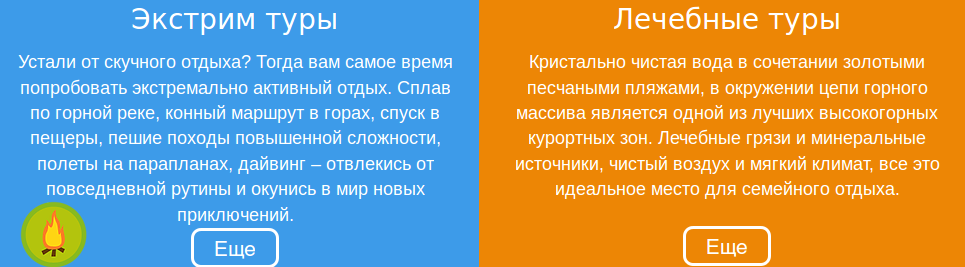 Экстрим туры
Устали от скучного отдыха? Тогда вам самое время
попробовать экстремально активный отдых. Сплав
по горной реке, конный маршрут в горах, спуск в
пещеры, пешие походы повышенной сложности,
полеты на парапланах, дайвинг – отвлекись от
повседневной рутины и окунись в мир новых
приключений.
Еще
Лечебные туры
Кристально чистая вода в сочетании золотыми
песчаными пляжами, в окружении цепи горного
массива является одной из лучших высокогорных
курортных зон. Лечебные грязи и минеральные
источники, чистый воздух и мягкий климат, все это
идеальное место для семейного отдыха.
Еще